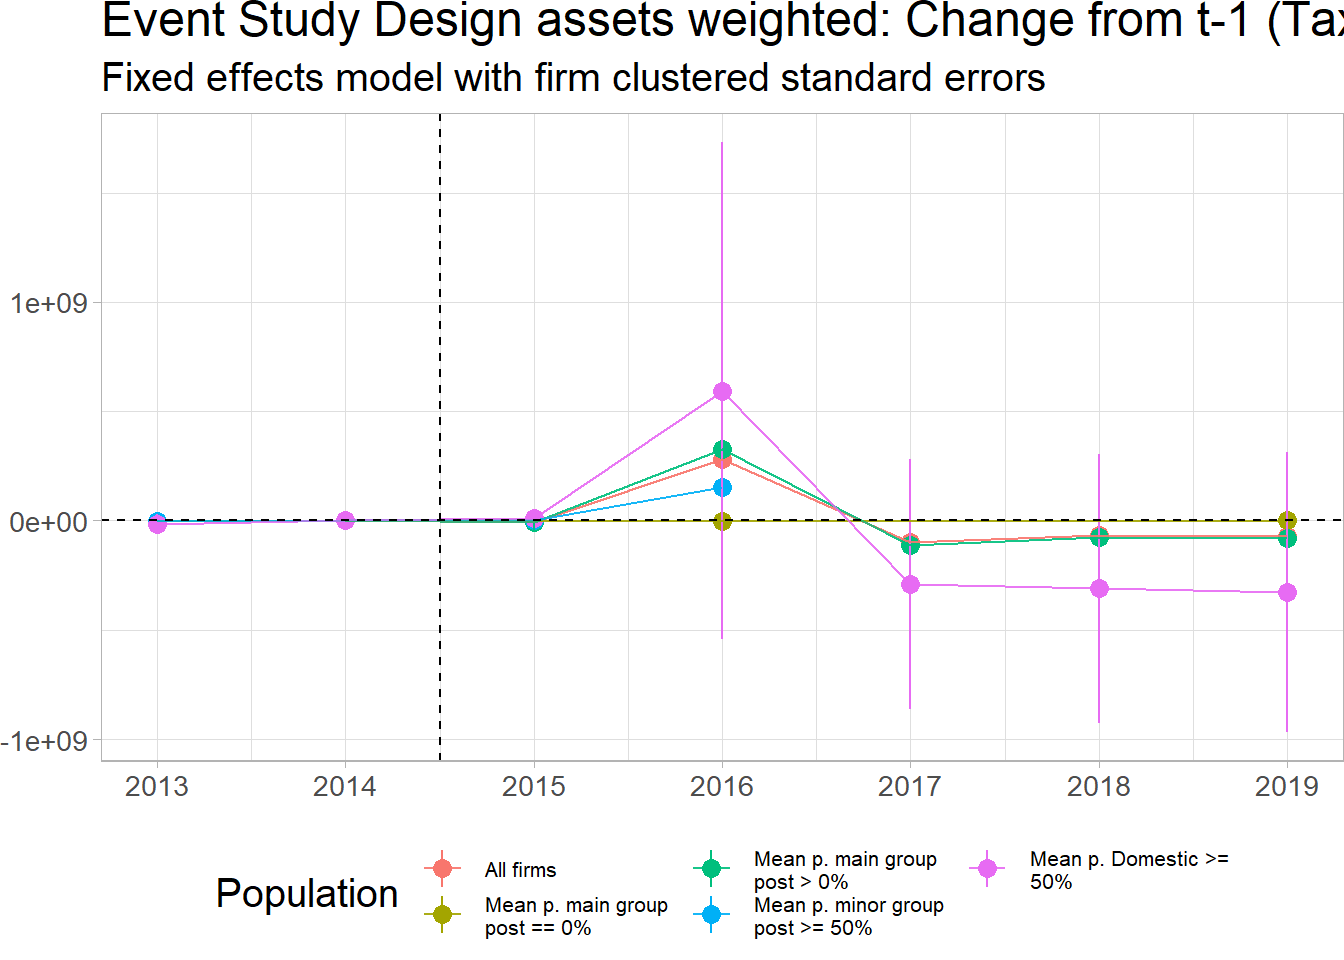 Event Study Design assets weighted: Change from t-1 (Tax
Fixed effects model with firm clustered standard errors
1e+09
0e+00
-1e+09
2013 2014 2015 2016 2017 2018 2019
Population
All firms
Mean p. main group
post == 0%
Mean p. main group
post > 0%
Mean p. minor group
post >= 50%
Mean p. Domestic >=
50%